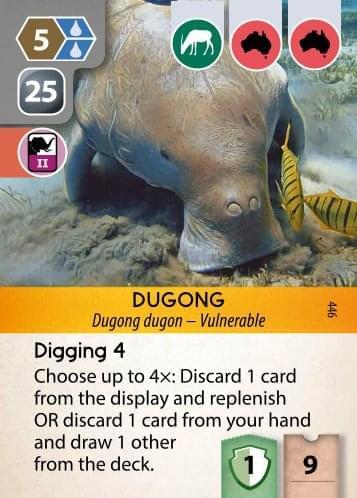 5
25
II
DUGONG
Dugong dugon – Vulnerable
446
Digging 4
Choose up to 4×: Discard 1 card
from the display and replenish
OR discard 1 card from your hand
and draw 1 other
from the deck.
1
9